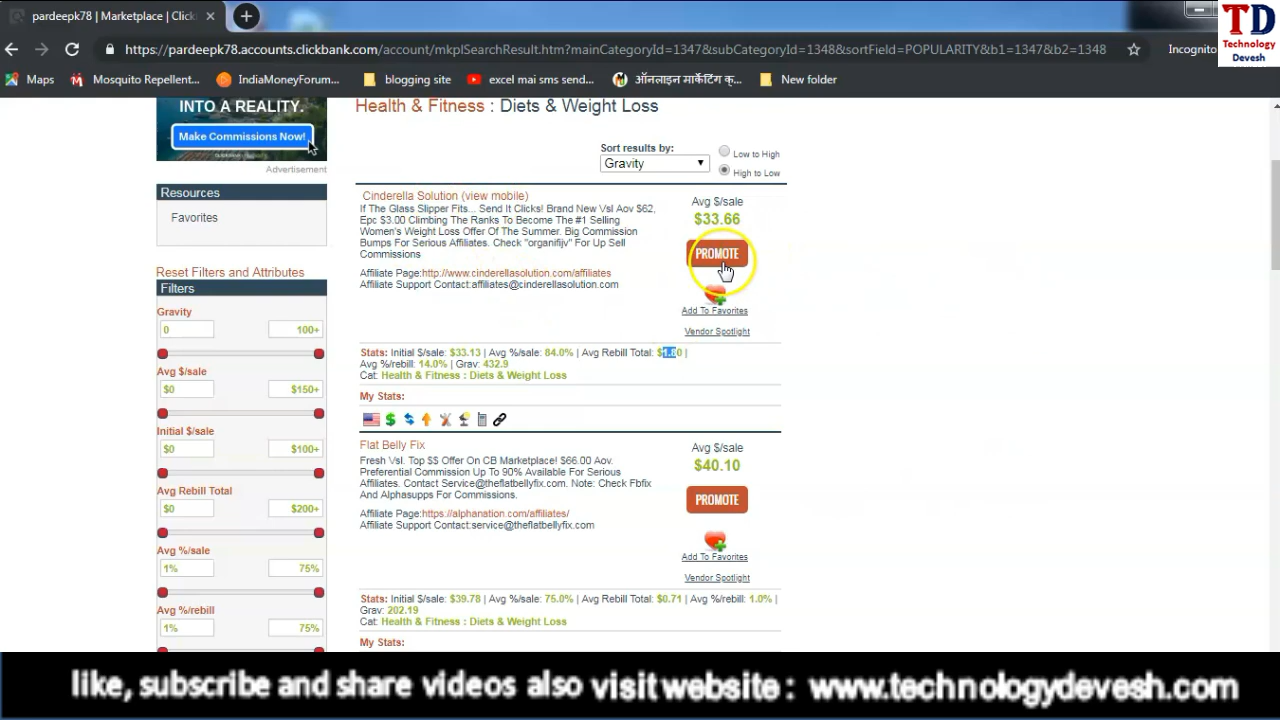 pardeepk78 | Marketplace | Click
https://pardeepk78.accounts.clickbank.com/account/mkplSearchResult.htm?mainCategoryId=1347&subCategoryId=1348&sortField=POPULARITY&b1=1347&b2=1348
Incognito
TD
Technology
Devesh
Maps
Mosquito Repellent...
IndiaMoneyForum...
blogging site
excel mai sms send...
ऑनलाइन मार्केटिंग क्...
New folder
INTO A REALITY.
Make Commissions Now!
Advertisement
Resources
Favorites
Reset Filters and Attributes
Filters
Gravity
0 100+
Avg $/sale
$0 $150+
Initial $/sale
$0 $100+
Avg Rebill Total
$0 $200+
Avg %/sale
1% 75%
Avg %/rebill
1% 75%
Health & Fitness : Diets & Weight Loss
Sort results by:
Gravity
Low to High
High to Low
Cinderella Solution (view mobile)
If The Glass Slipper Fits... Send It Clicks! Brand New Vsl Aov $62,
Epc $3.00 Climbing The Ranks To Become The #1 Selling
Women's Weight Loss Offer Of The Summer. Big Commission
Bumps For Serious Affiliates. Check "organifijv" For Up Sell
Commissions
Affiliate Page:http://www.cinderellasolution.com/affiliates
Affiliate Support Contact:affiliates@cinderellasolution.com
Avg $/sale
$33.66
PROMOTE
Add To Favorites
Vendor Spotlight
Stats: Initial $/sale: $33.13 | Avg %/sale: 84.0% | Avg Rebill Total: $1.80 |
Avg %/rebill: 14.0% | Grav: 432.9
Cat: Health & Fitness : Diets & Weight Loss
My Stats:
Flat Belly Fix
Fresh Vsl. Top $$ Offer On CB Marketplace! $66.00 Aov.
Preferential Commission Up To 90% Available For Serious
Affiliates. Contact Service@theflatbellyfix.com. Note: Check Fbfix
And Alphasupps For Commissions.
Affiliate Page:https://alphanation.com/affiliates/
Affiliate Support Contact:service@theflatbellyfix.com
Avg $/sale
$40.10
PROMOTE
Add To Favorites
Vendor Spotlight
Stats: Initial $/sale: $39.78 | Avg %/sale: 75.0% | Avg Rebill Total: $0.71 | Avg %/rebill: 1.0% |
Grav: 202.19
Cat: Health & Fitness : Diets & Weight Loss
My Stats:
like, subscribe and share videos also visit website : www.technologydevesh.com